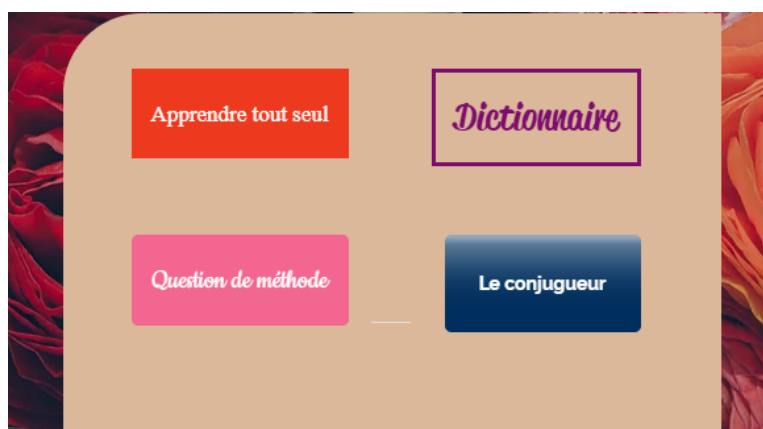 Apprendre tout seul
Dictionnaire
Question de méthode
Le conjugueur